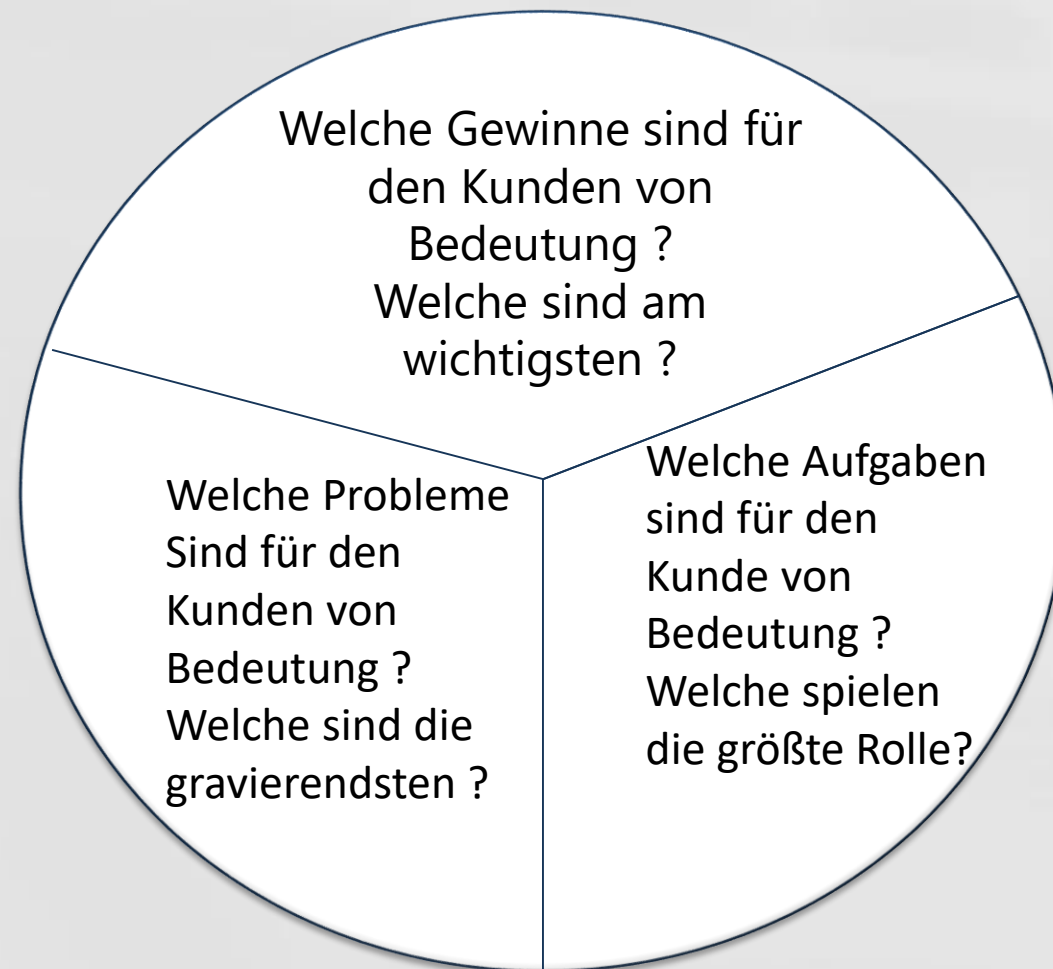 Welche Gewinne sind für
den Kunden von
Bedeutung ?
Welche sind am
wichtigsten ?
Welche Probleme
Sind für den
Kunden von
Bedeutung ?
Welche sind die
gravierendsten ?
Welche Aufgaben
sind für den
Kunde von
Bedeutung ?
Welche spielen
die größte Rolle?